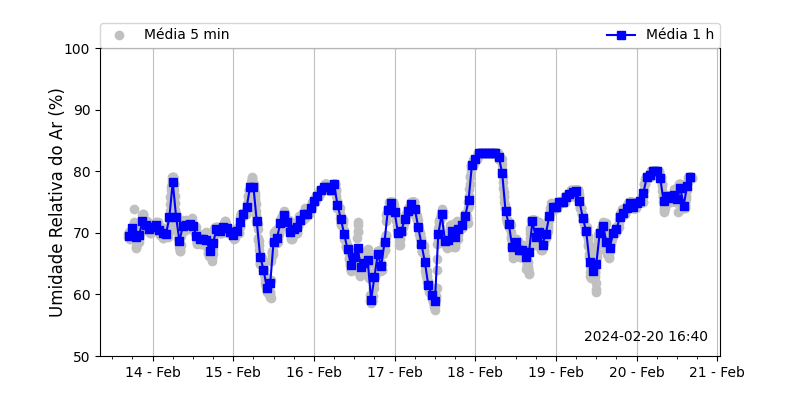 Média 5 min
Média 1 h
100
90
80
70
60
50
Umidade Relativa do Ar (%)
2024-02-20 16:40
14 - Feb
15 - Feb
16 - Feb
17 - Feb
18 - Feb
19 - Feb
20 - Feb
21 - Feb